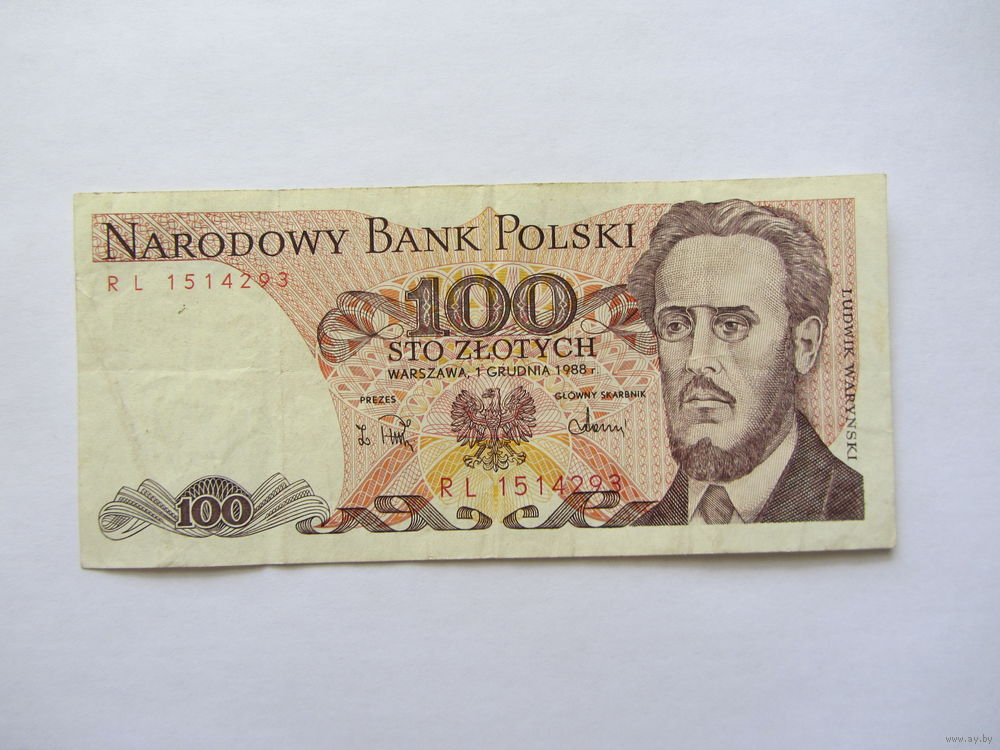 NARODOWY BANK POLSKI
RL 1514293
100
STO ZŁOTYCH
WARSZAWA, 1 GRUDNIA 1988 r
PREZES
GŁÓWNY SKARBNIK
RL 1514293
100
LUDWIK WARYŃSKI
www.ay.by